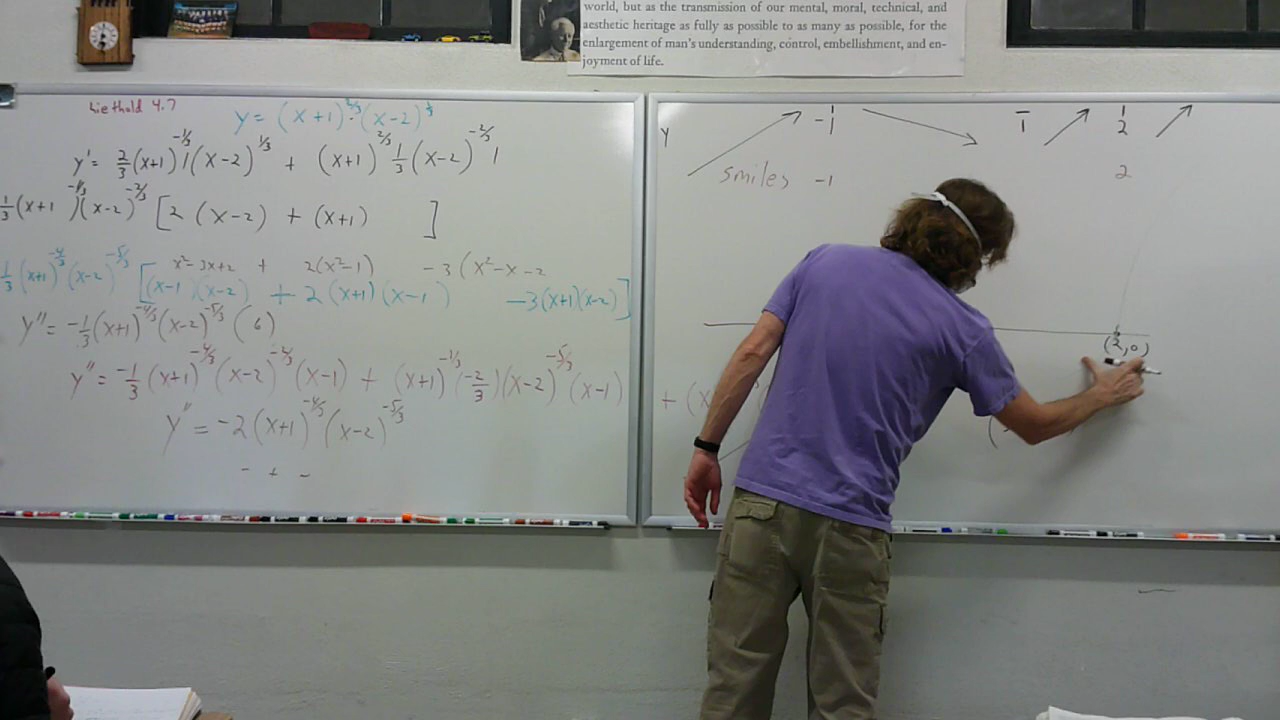 world, but as the transmission of our mental, moral, technical, and
aesthetic heritage as fully as possible to as many as possible, for the
enlargement of man's understanding, control, embellishment, and en-
joyment of life.
Liethold 4.7
y = (x+1)^2/3 (x-2)^1/3
y' = 2/3 (x+1)^-1/3 1 (x-2)^1/3 + (x+1)^2/3 1/3 (x-2)^-2/3 1
1/3 (x+1)^-1/3 (x-2)^-2/3 [2 (x-2) + (x+1) ]
x²-3x+2 + 2(x²-1) -3(x²-x-2
1/3 (x+1)^-4/3 (x-2)^-5/3 [(x-1)(x-2) + 2(x+1)(x-1) -3(x+1)(x-2)]
y'' = -1/3 (x+1)^-4/3 (x-2)^-5/3 (6)
y'' = -1/3 (x+1)^-4/3 (x-2)^-2/3 (x-1) + (x+1)^-1/3 (-2/3)(x-2)^-5/3 (x-1) + (x
y'' = -2 (x+1)^-4/3 (x-2)^-5/3
- + -
y -1 1 2
smiles -1 2
(2,0)
(